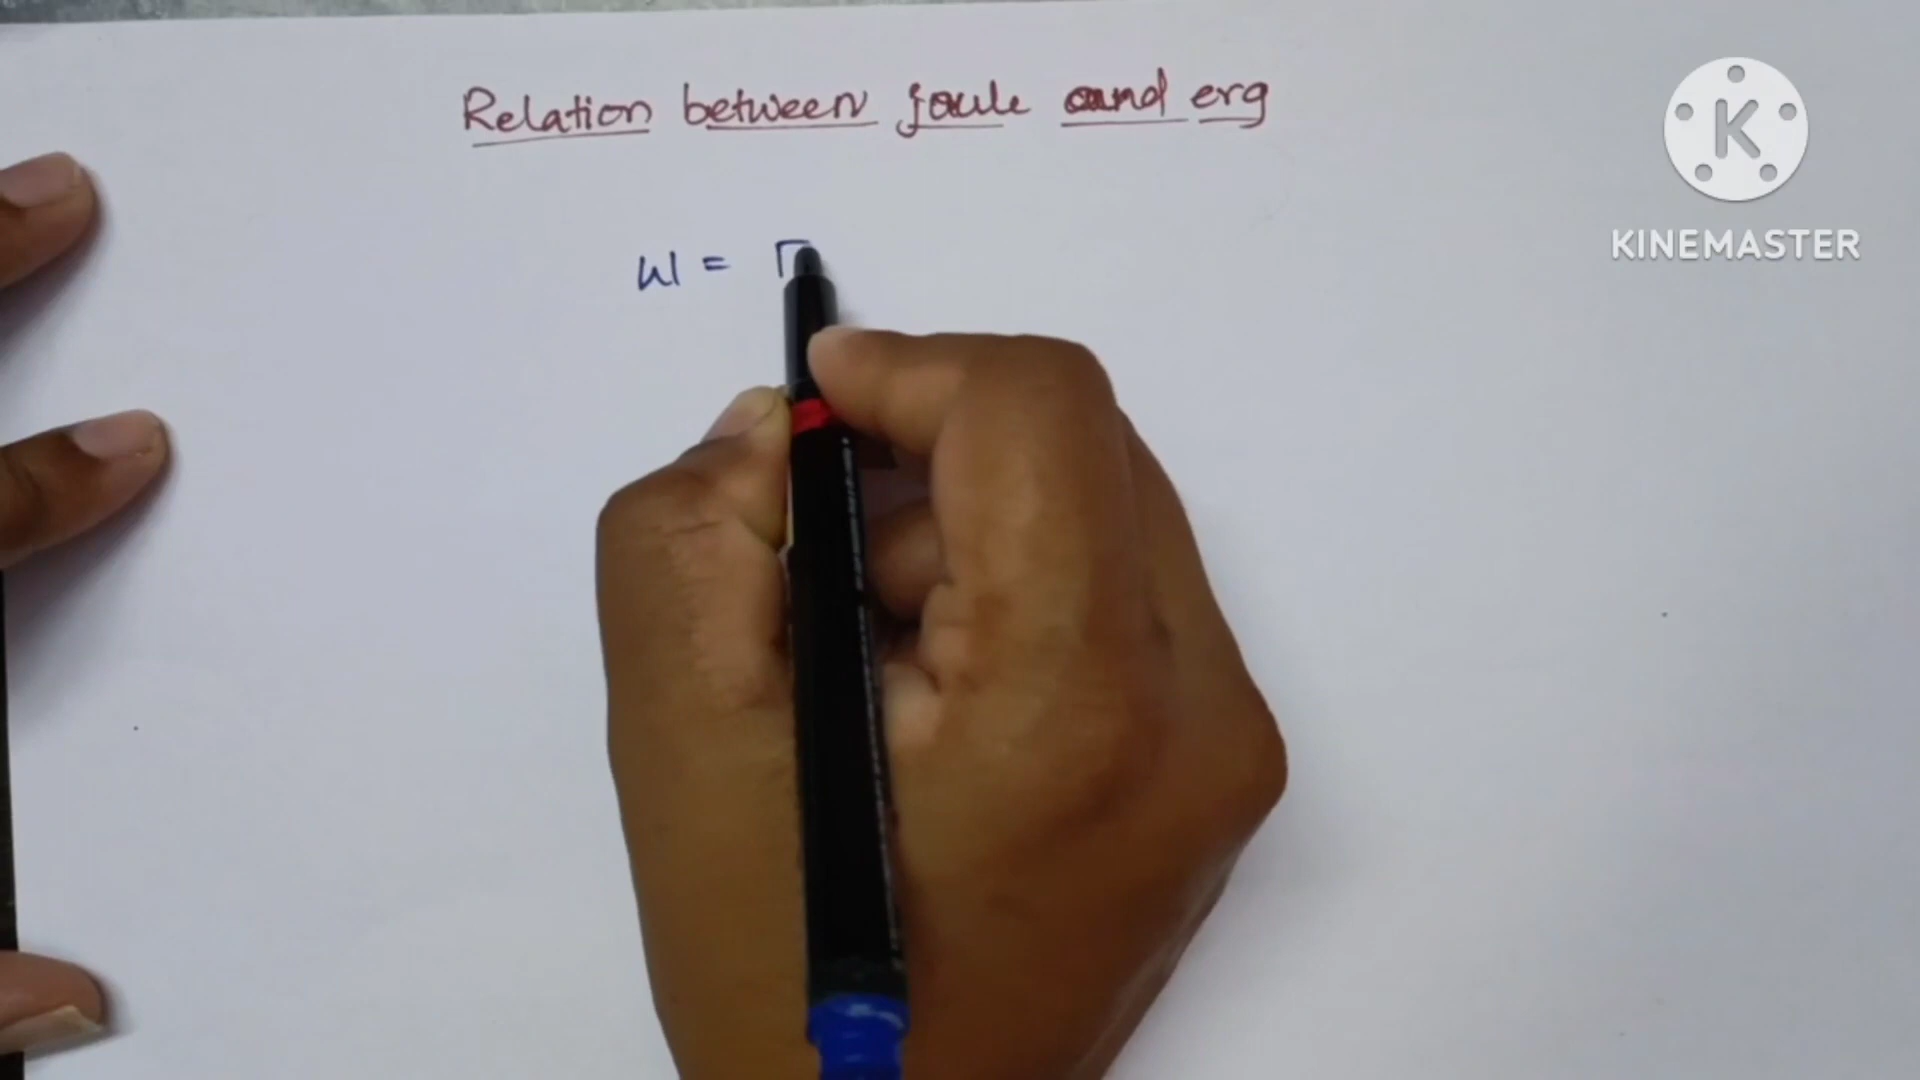 Relation between joule and erg
W =
K
KINEMASTER